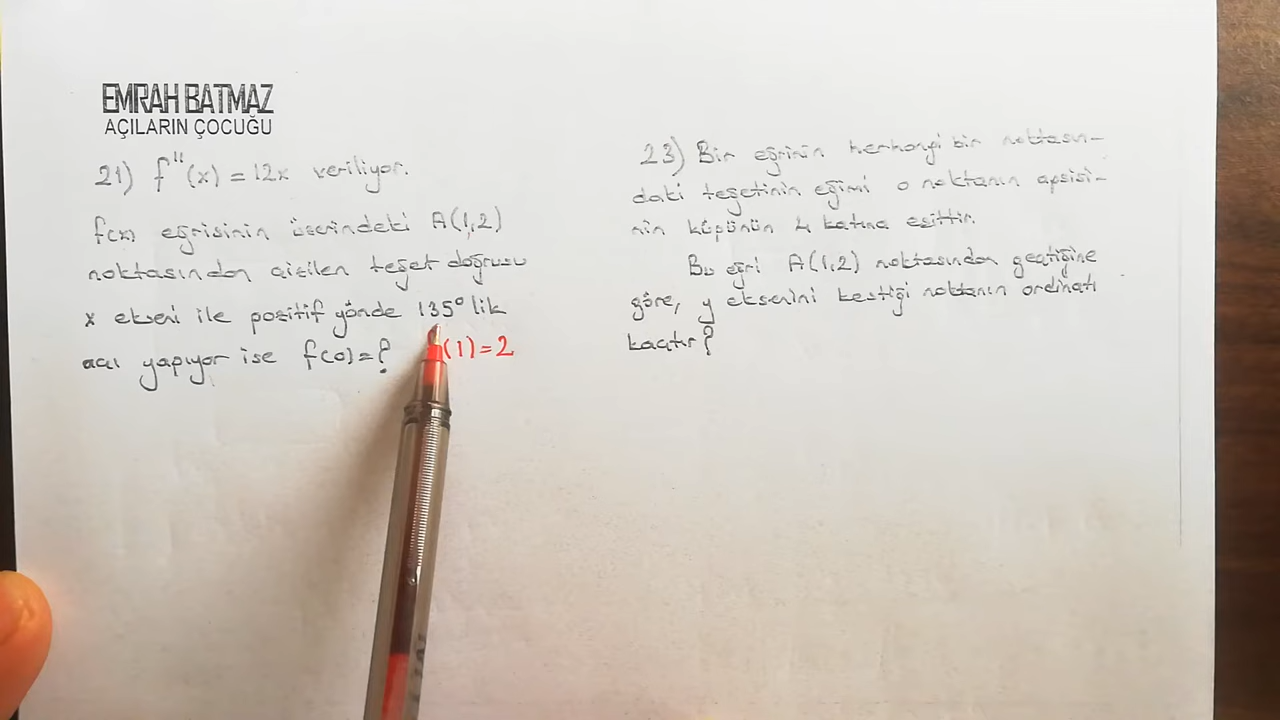 EMRAH BATMAZ
AÇILARIN ÇOCUĞU
21) f''(x) = 12x veriliyor.
f(x) eğrisinin üzerindeki A(1,2)
noktasından çizilen teğet doğrusu
x ekseni ile pozitif yönde 135° lik
açı yapıyor ise f(0)=?
(1)=2
23) Bir eğrinin herhangi bir noktasın-
daki teğetinin eğimi o noktanın apsisi-
nin küpünün 4 katına eşittir.
Bu eğri A(1,2) noktasından geçtiğine
göre, y eksenini kestiği noktanın ordinatı
kaçtır?